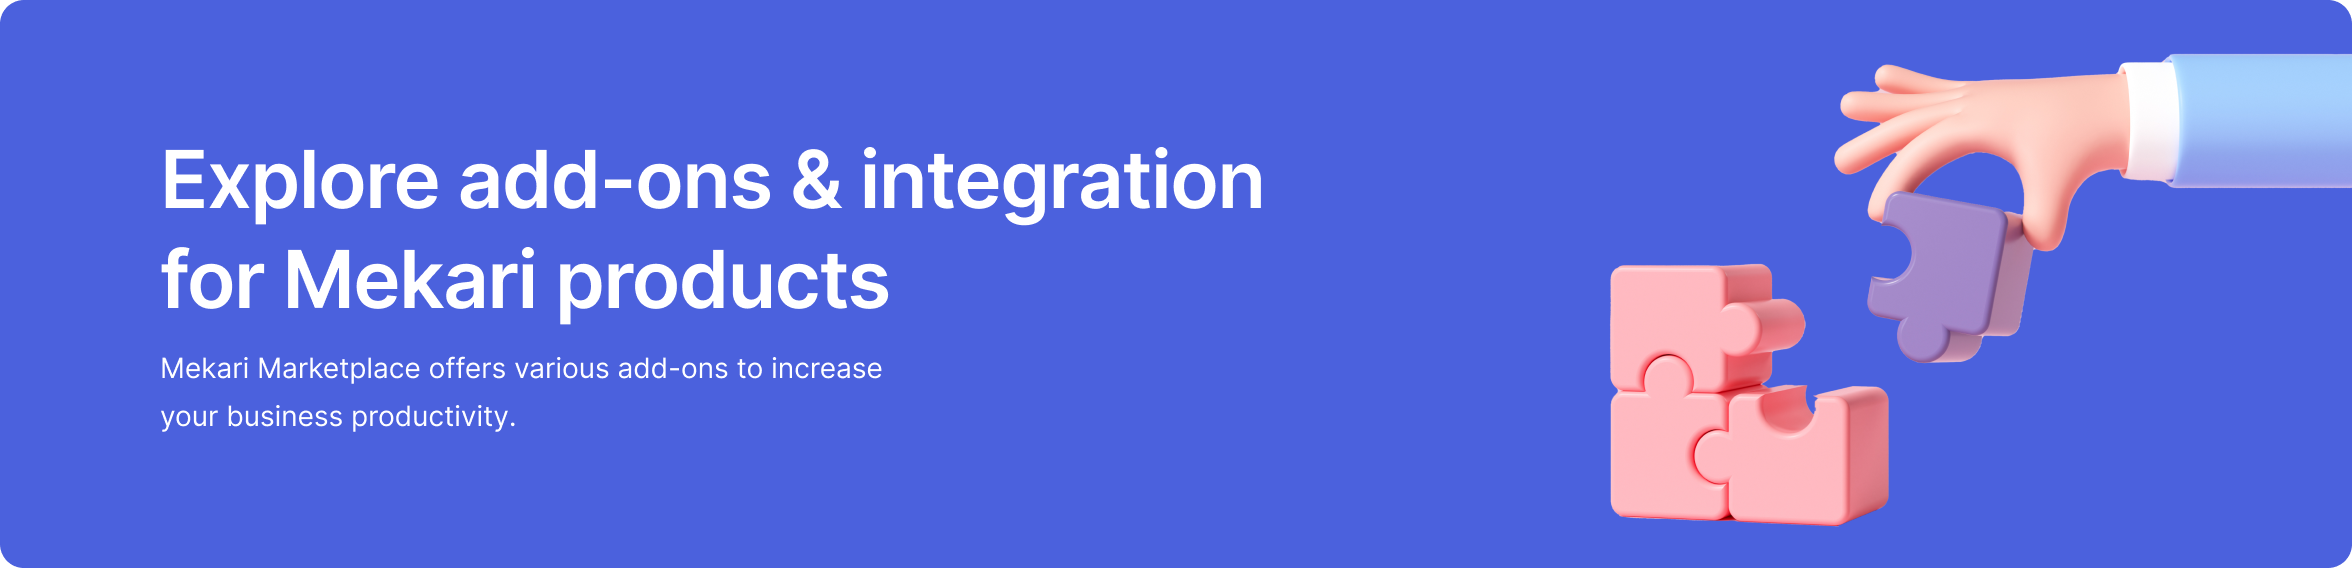 Explore add-ons & integration
for Mekari products
Mekari Marketplace offers various add-ons to increase
your business productivity.